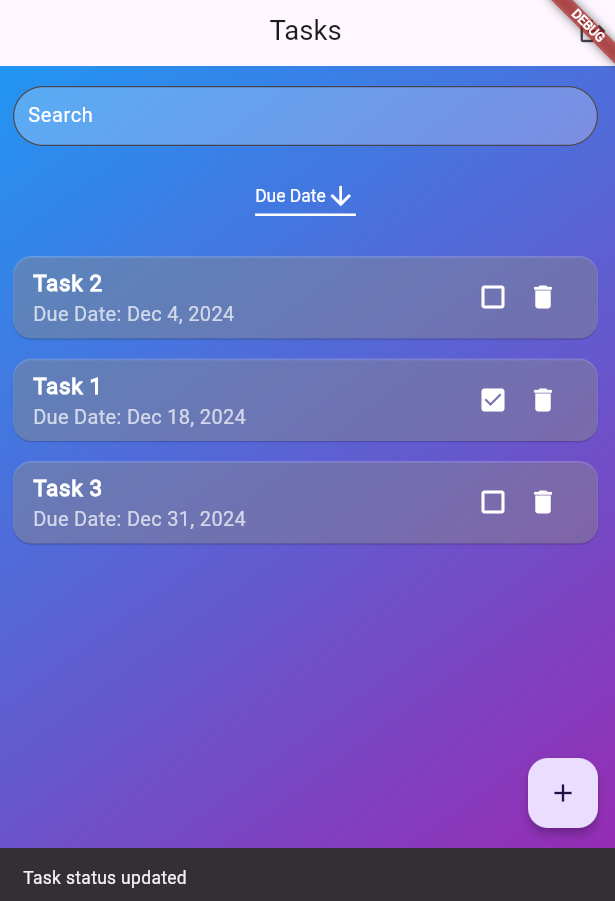 Tasks
DEBUG
Search
Due Date
Task 2
Due Date: Dec 4, 2024
Task 1
Due Date: Dec 18, 2024
Task 3
Due Date: Dec 31, 2024
Task status updated